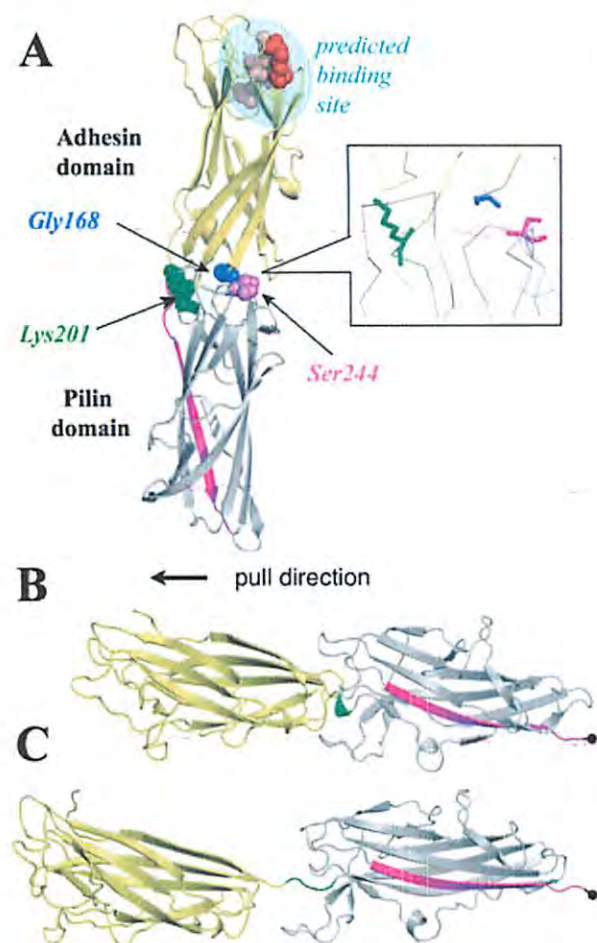 A
predicted
binding
site
Adhesin
domain
Gly168
Lys201
Ser244
Pilin
domain
pull direction
B
C